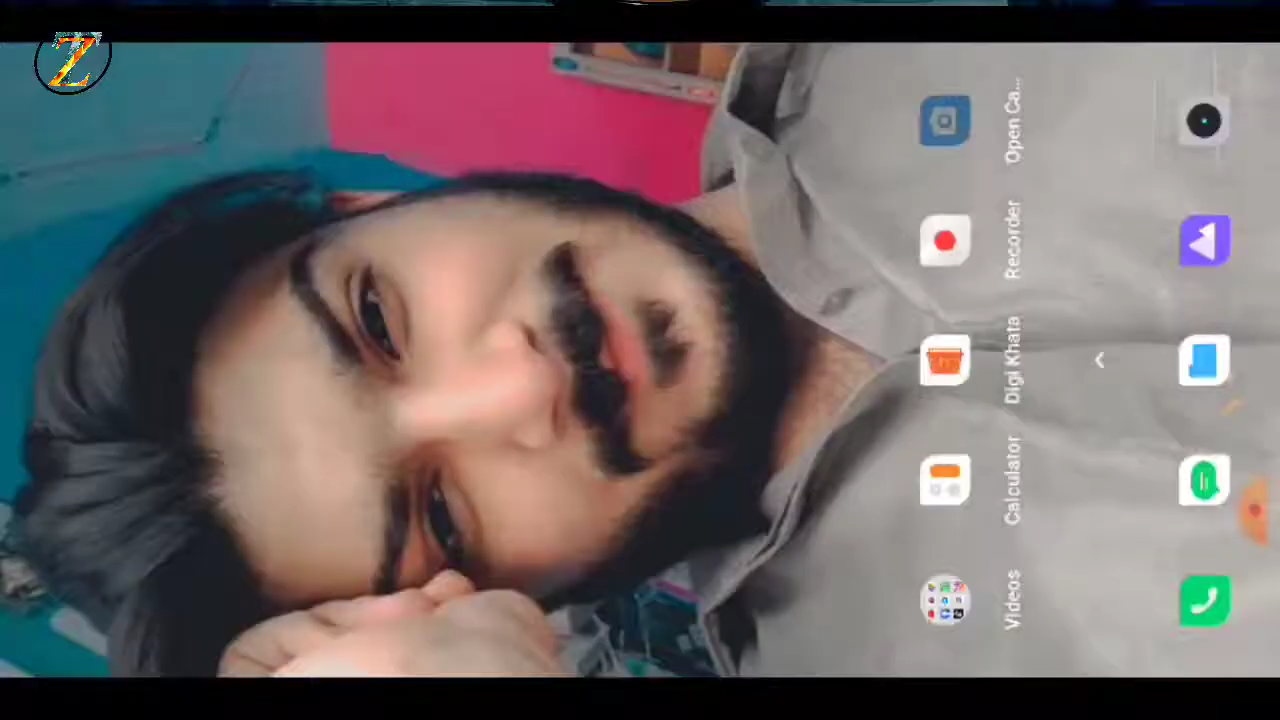 Z
Videos
Calculator
Digi Khata
Recorder
Open Ca...